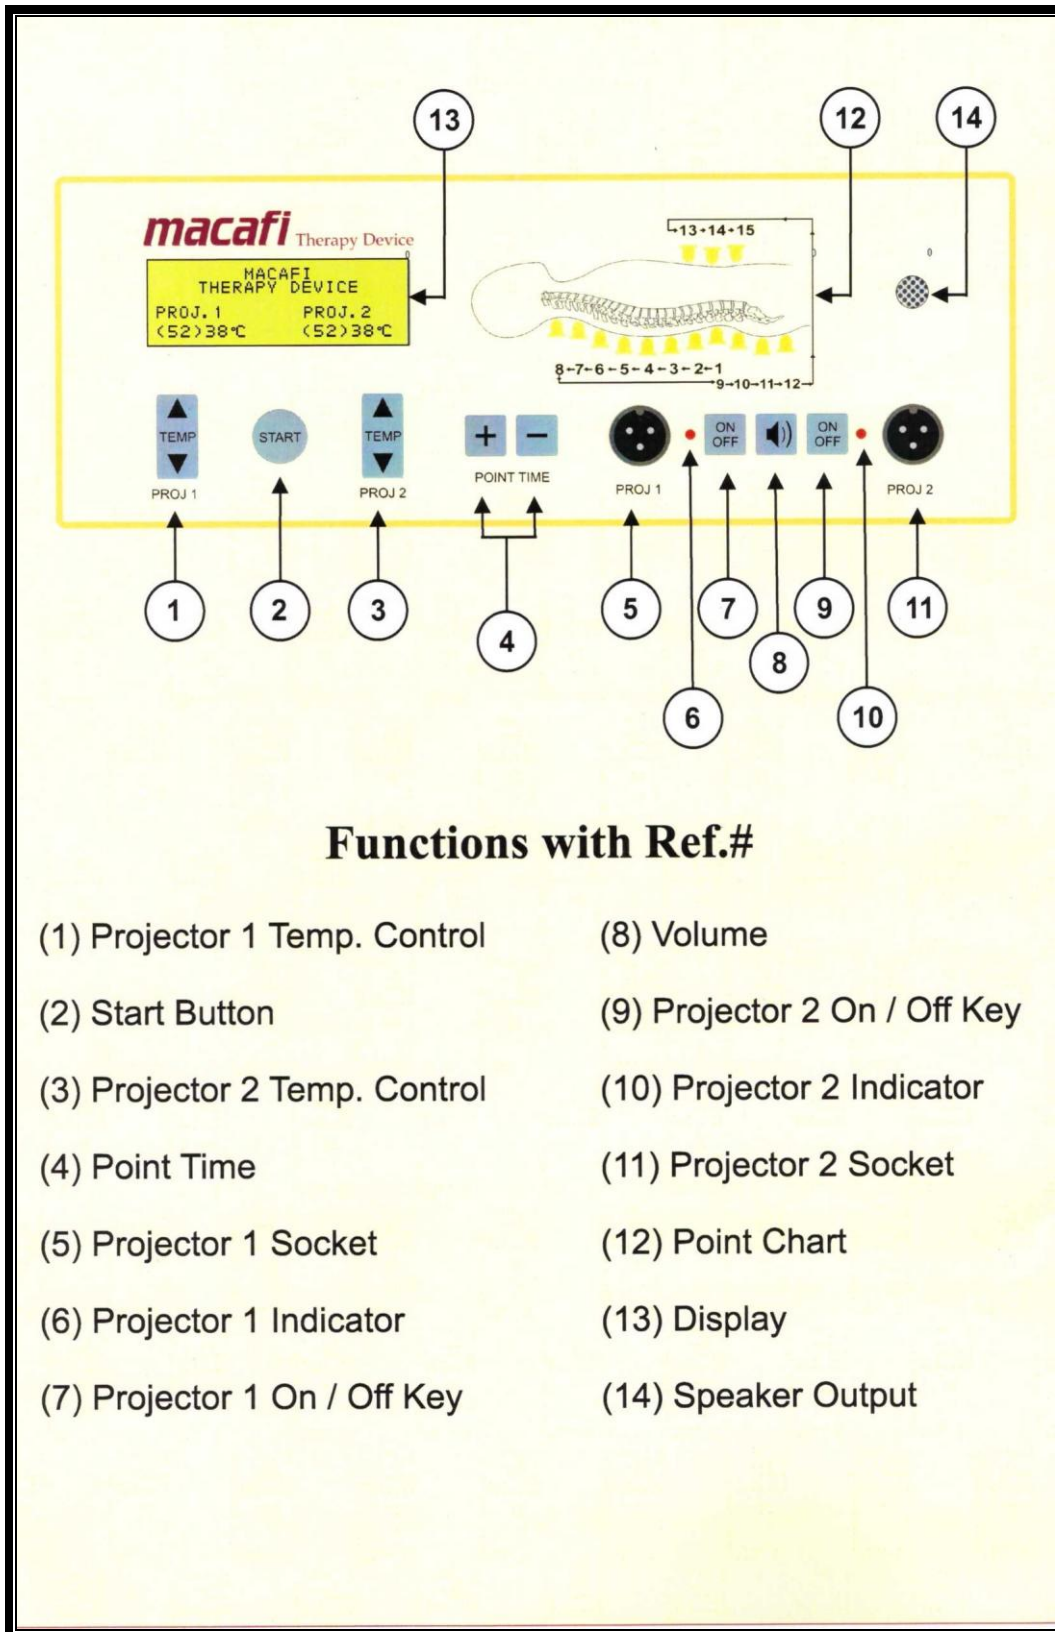 13
12
14
macafi Therapy Device
0
MACAFI
THERAPY DEVICE
PROJ.1 PROJ.2
(52)38℃ (52)38℃
13→14→15
0
0
8←7←6←5←4←3←2←1
9→10→11→12→
TEMP
PROJ 1
START
TEMP
PROJ 2
+ −
POINT TIME
PROJ 1
ON
OFF
ON
OFF
PROJ 2
1
2
3
4
5
6
7
8
9
10
11
Functions with Ref.#
(1) Projector 1 Temp. Control
(2) Start Button
(3) Projector 2 Temp. Control
(4) Point Time
(5) Projector 1 Socket
(6) Projector 1 Indicator
(7) Projector 1 On / Off Key
(8) Volume
(9) Projector 2 On / Off Key
(10) Projector 2 Indicator
(11) Projector 2 Socket
(12) Point Chart
(13) Display
(14) Speaker Output